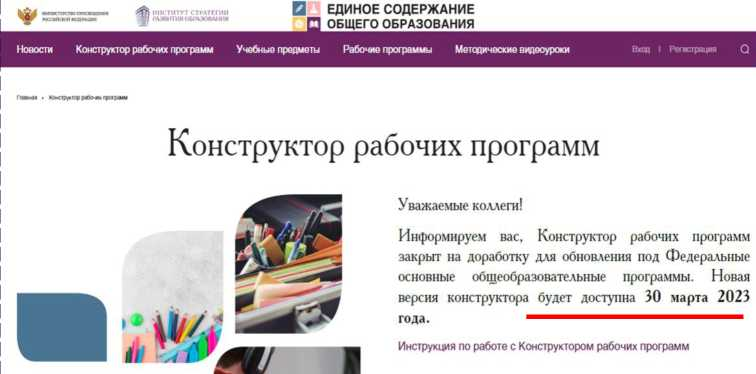 МИНИСТЕРСТВО ПРОСВЕЩЕНИЯ
РОССИЙСКОЙ ФЕДЕРАЦИИ
ИНСТИТУТ СТРАТЕГИИ
РАЗВИТИЯ ОБРАЗОВАНИЯ
ЕДИНОЕ СОДЕРЖАНИЕ
ОБЩЕГО ОБРАЗОВАНИЯ
Новости Конструктор рабочих программ Учебные предметы Рабочие программы Методические видеоуроки Вход | Регистрация
Главная • Конструктор рабочих программ
Конструктор рабочих программ
Уважаемые коллеги!
Информируем вас, Конструктор рабочих программ
закрыт на доработку для обновления под Федеральные
основные общеобразовательные программы. Новая
версия конструктора будет доступна 30 марта 2023
года.
Инструкция по работе с Конструктором рабочих программ